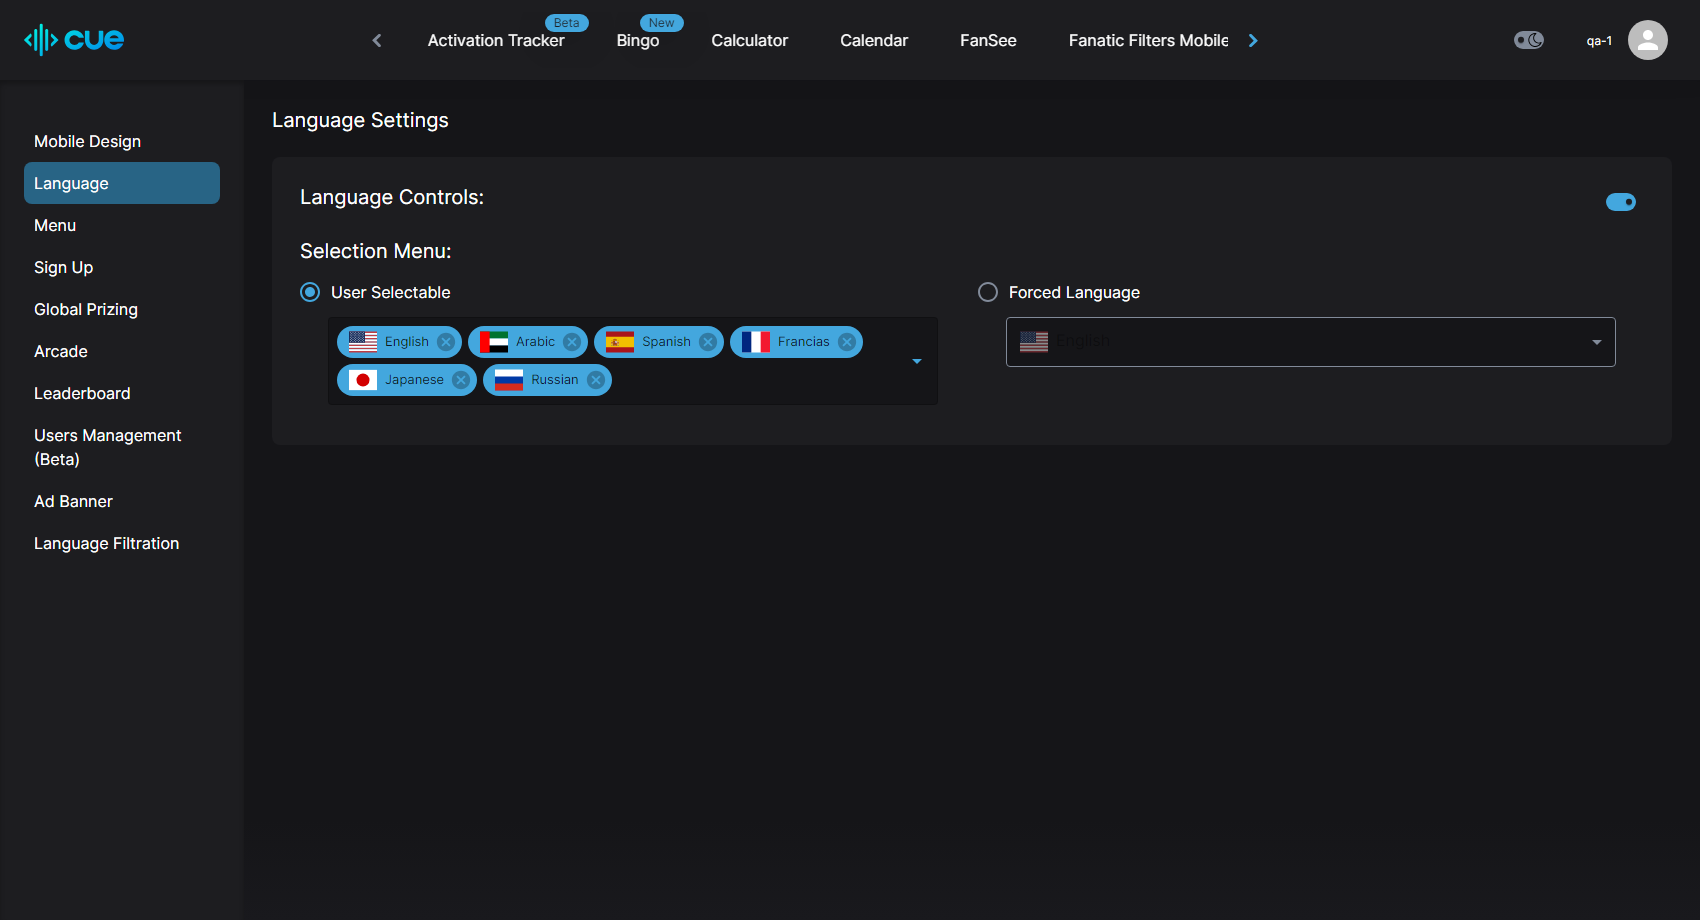 cue
Beta
New
Activation Tracker
Bingo
Calculator
Calendar
FanSee
Fanatic Filters Mobile
qa-1
Mobile Design
Language
Menu
Sign Up
Global Prizing
Arcade
Leaderboard
Users Management
(Beta)
Ad Banner
Language Filtration
Language Settings
Language Controls:
Selection Menu:
User Selectable
English
Arabic
Spanish
Francias
Japanese
Russian
Forced Language
English